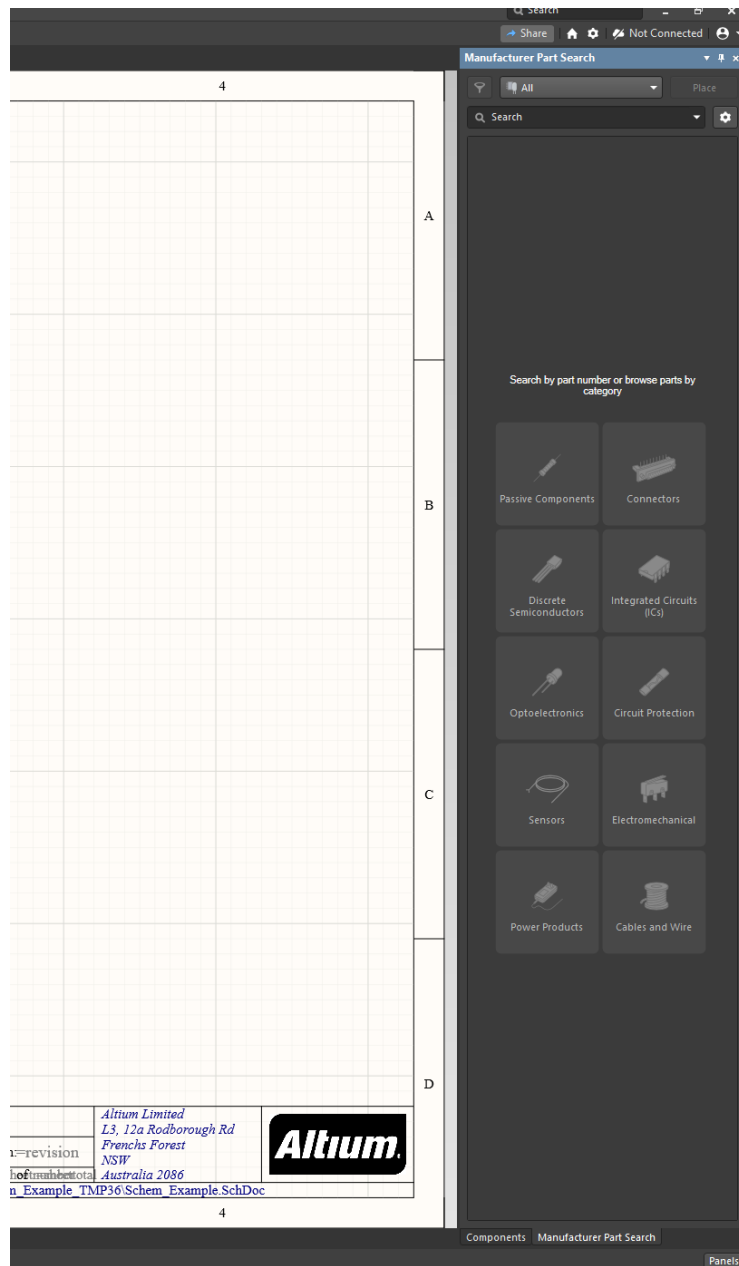 Search
Share
Not Connected
Manufacturer Part Search
All
Place
Search
4
A
B
C
D
Search by part number or browse parts by
category
Passive Components
Connectors
Discrete
Semiconductors
Integrated Circuits
(ICs)
Optoelectronics
Circuit Protection
Sensors
Electromechanical
Power Products
Cables and Wire
=revision
of
Altium Limited
L3, 12a Rodborough Rd
Frenchs Forest
NSW
Australia 2086
Altium.
_Example_TMP36\Schem_Example.SchDoc
4
Components
Manufacturer Part Search
Panels